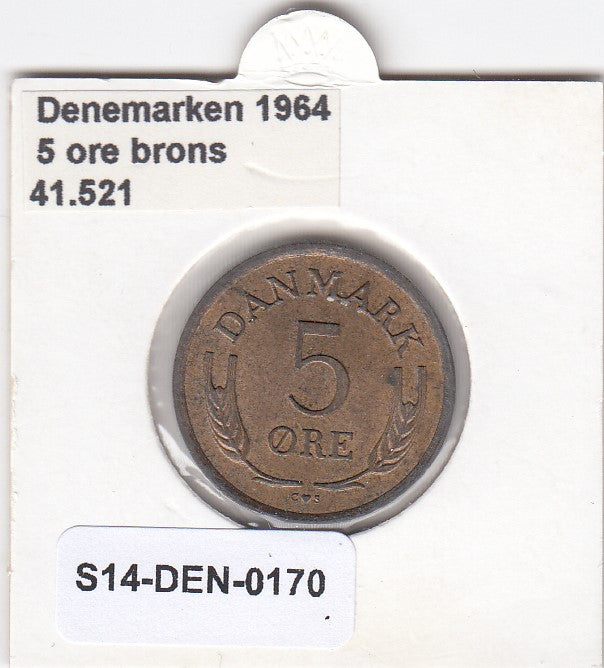 Denemarken 1964
5 ore brons
41.521
DANMARK
5
ØRE
C♥S
S14-DEN-0170